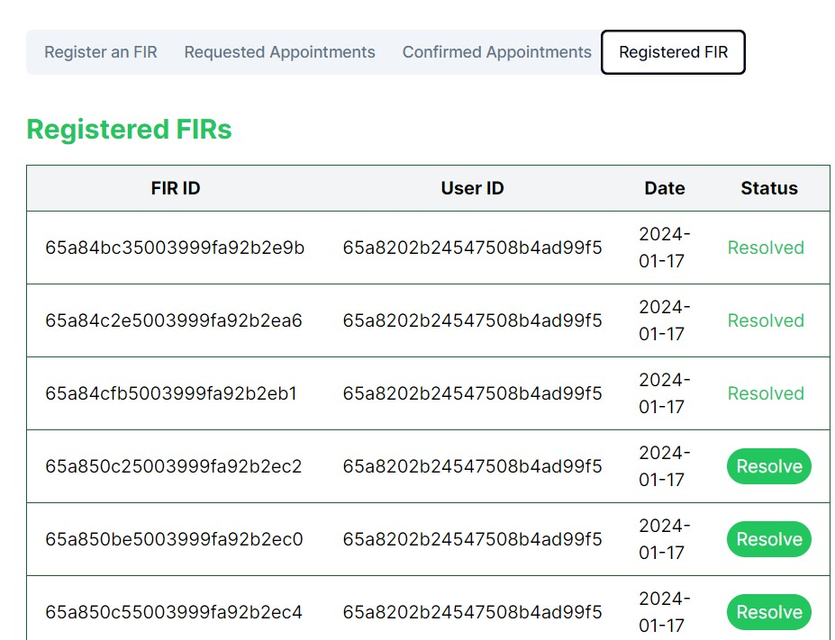 Register an FIR Requested Appointments Confirmed Appointments Registered FIR
Registered FIRs
FIR ID User ID Date Status
65a84bc35003999fa92b2e9b 65a8202b24547508b4ad99f5 2024-
01-17 Resolved
65a84c2e5003999fa92b2ea6 65a8202b24547508b4ad99f5 2024-
01-17 Resolved
65a84cfb5003999fa92b2eb1 65a8202b24547508b4ad99f5 2024-
01-17 Resolved
65a850c25003999fa92b2ec2 65a8202b24547508b4ad99f5 2024-
01-17 Resolve
65a850be5003999fa92b2ec0 65a8202b24547508b4ad99f5 2024-
01-17 Resolve
65a850c55003999fa92b2ec4 65a8202b24547508b4ad99f5 2024-
01-17 Resolve